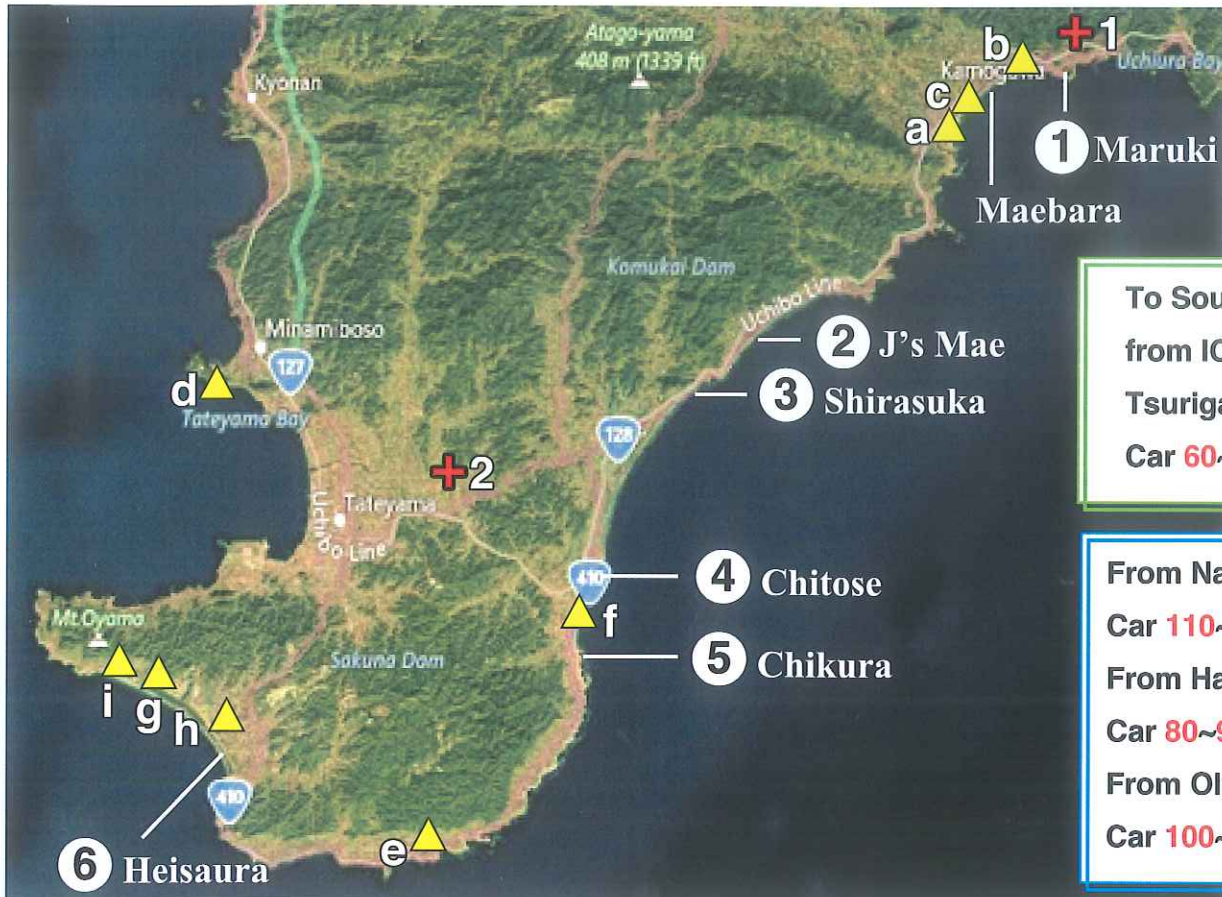 Atago-yama
408 m (1339 ft)
1
b
Kamogawa
Uchiura Bay
Kyonan
c
a
1 Maruki
Maebara
Komukai Dam
Uchibo Line
2 J's Mae
Minamiboso
127
d
Tateyama Bay
3 Shirasuka
128
2
Tateyama
Uchibo Line
4 Chitose
410
f
Mt.Oyama
Sakuna Dam
5 Chikura
i
g
h
410
e
6 Heisaura
To Sou
from IC
Tsuriga
Car 60~
From Na
Car 110~
From Ha
Car 80~9
From Ol
Car 100~